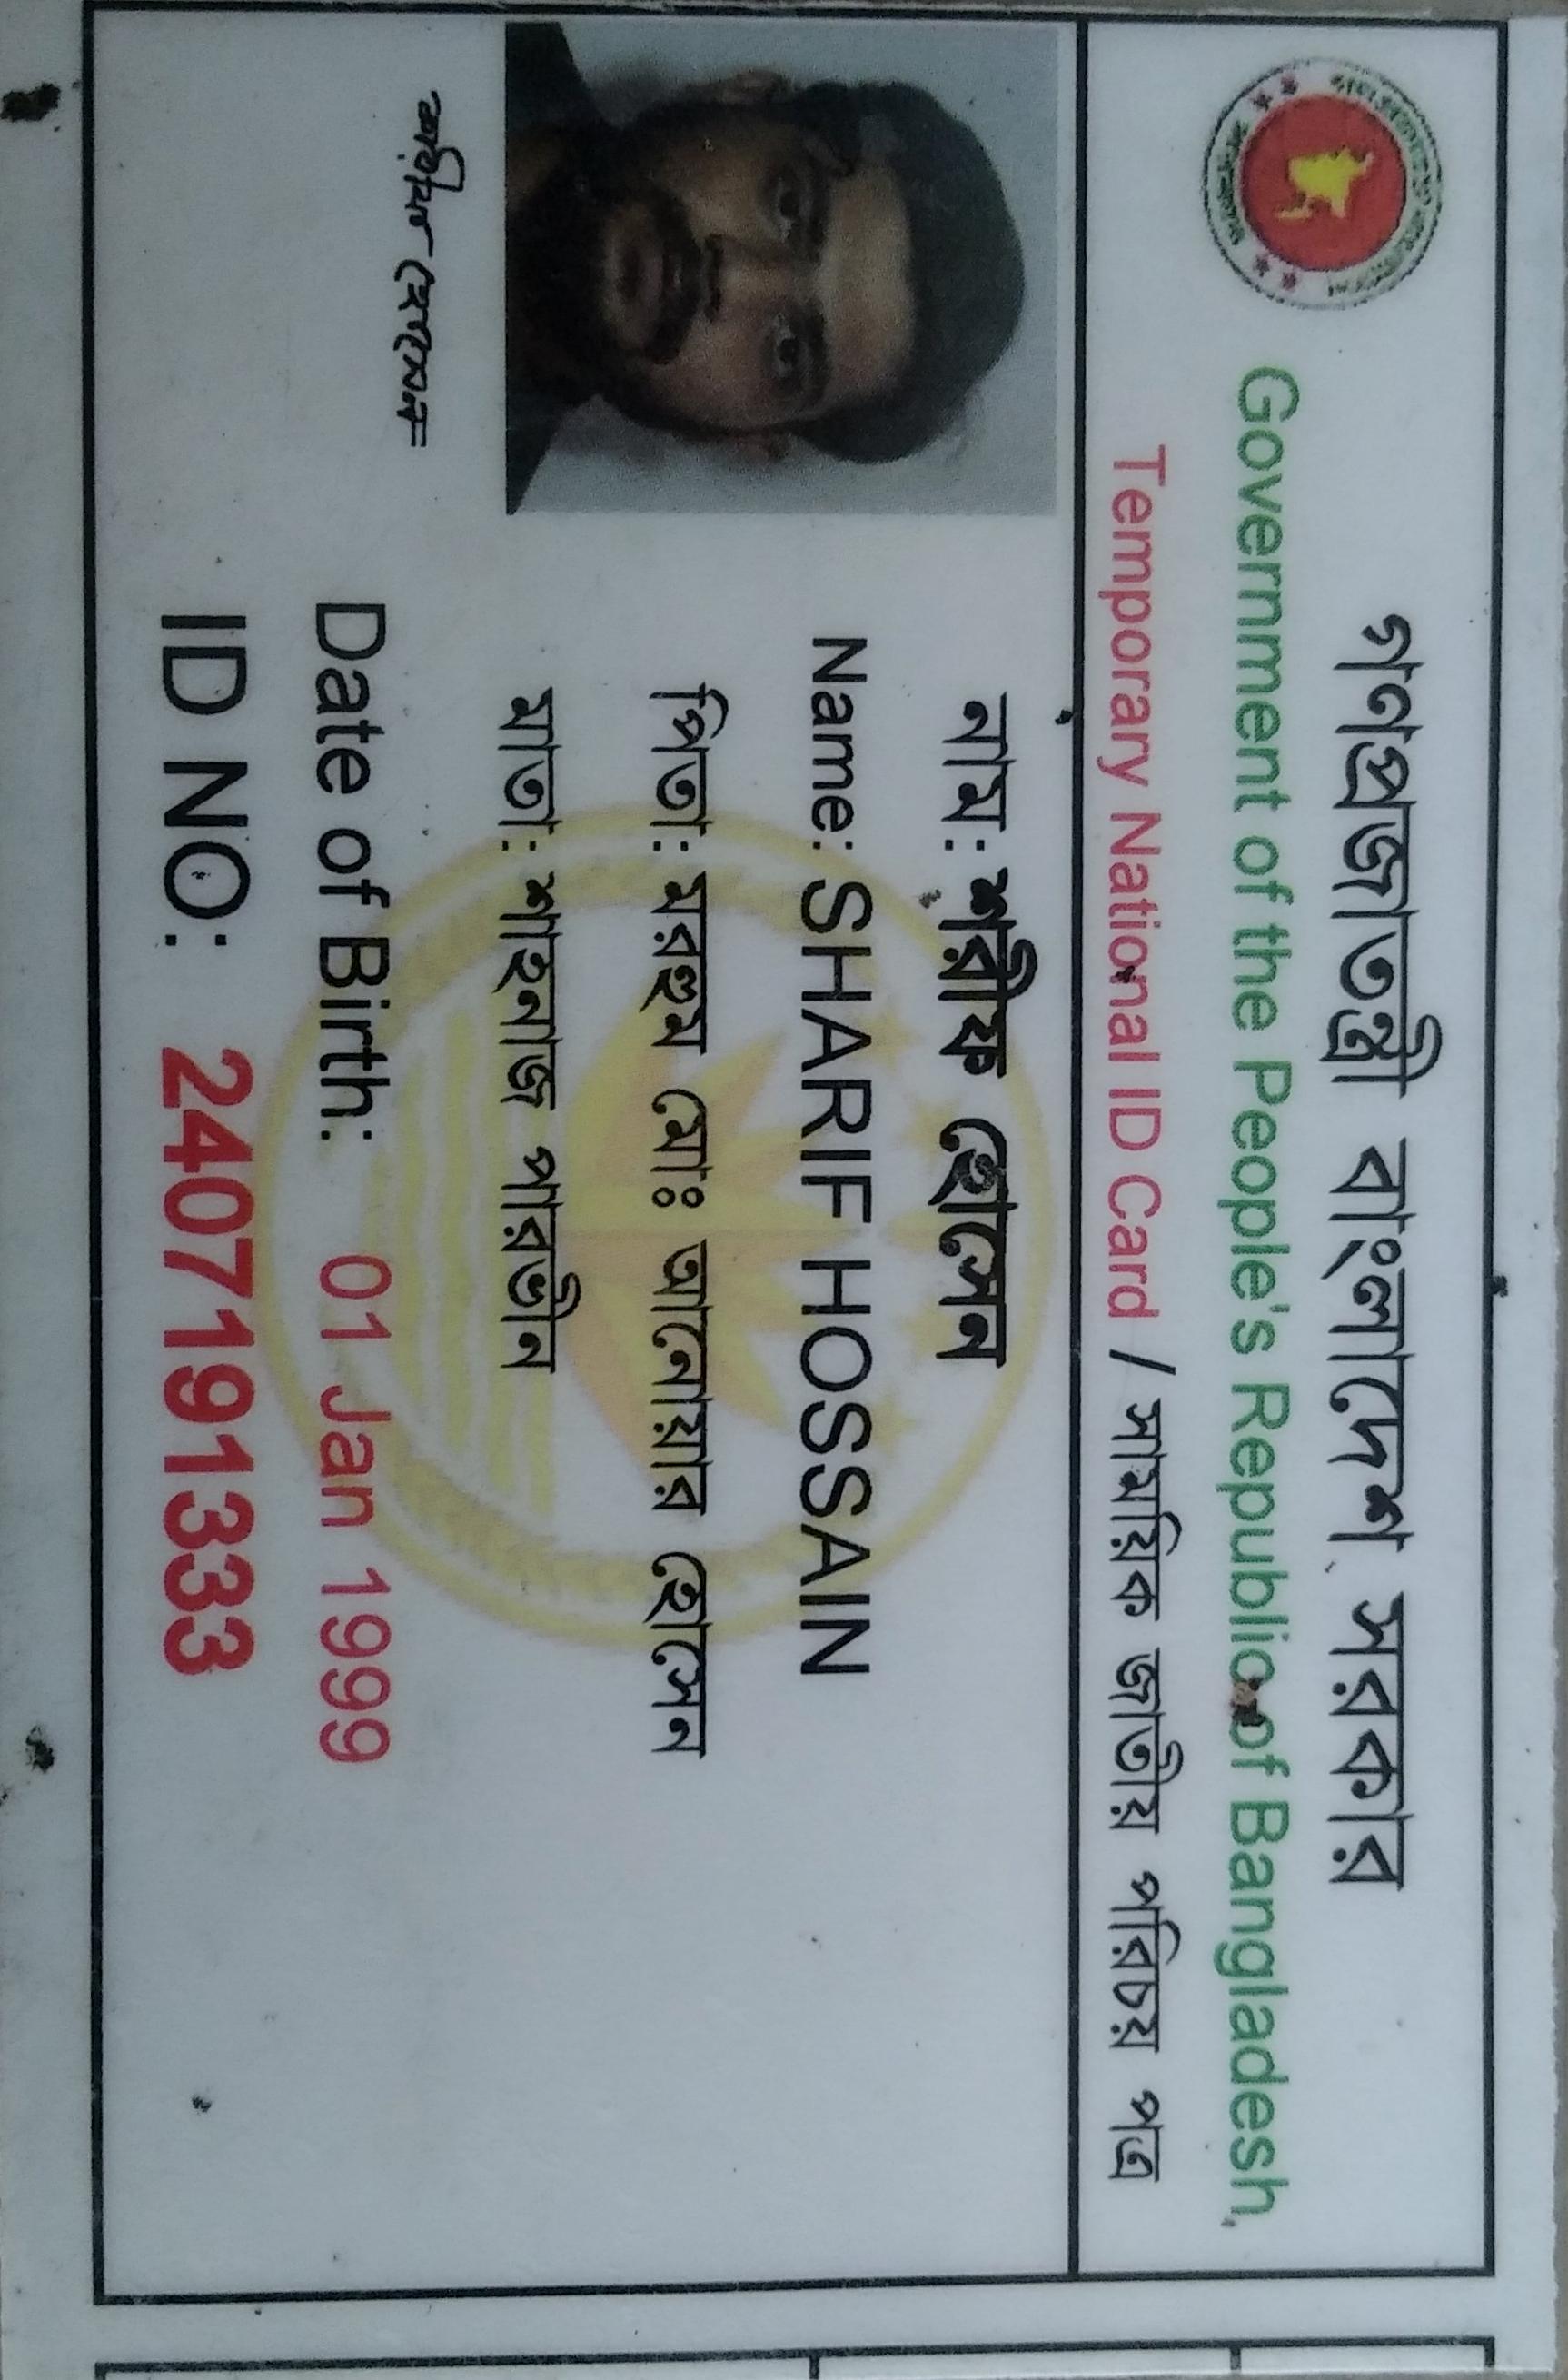 গণপ্রজাতন্ত্রী বাংলাদেশ সরকার
Government of the People's Republic of Bangladesh
Temporary National ID Card / সাময়িক জাতীয় পরিচয় পত্র
নাম: শরীফ হোসেন
Name: SHARIF HOSSAIN
পিতা: মরহুম মোঃ আনোয়ার হোসেন
মাতা: শাহনাজ পারভীন
Date of Birth: 01 Jan 1999
ID NO: 2407191333